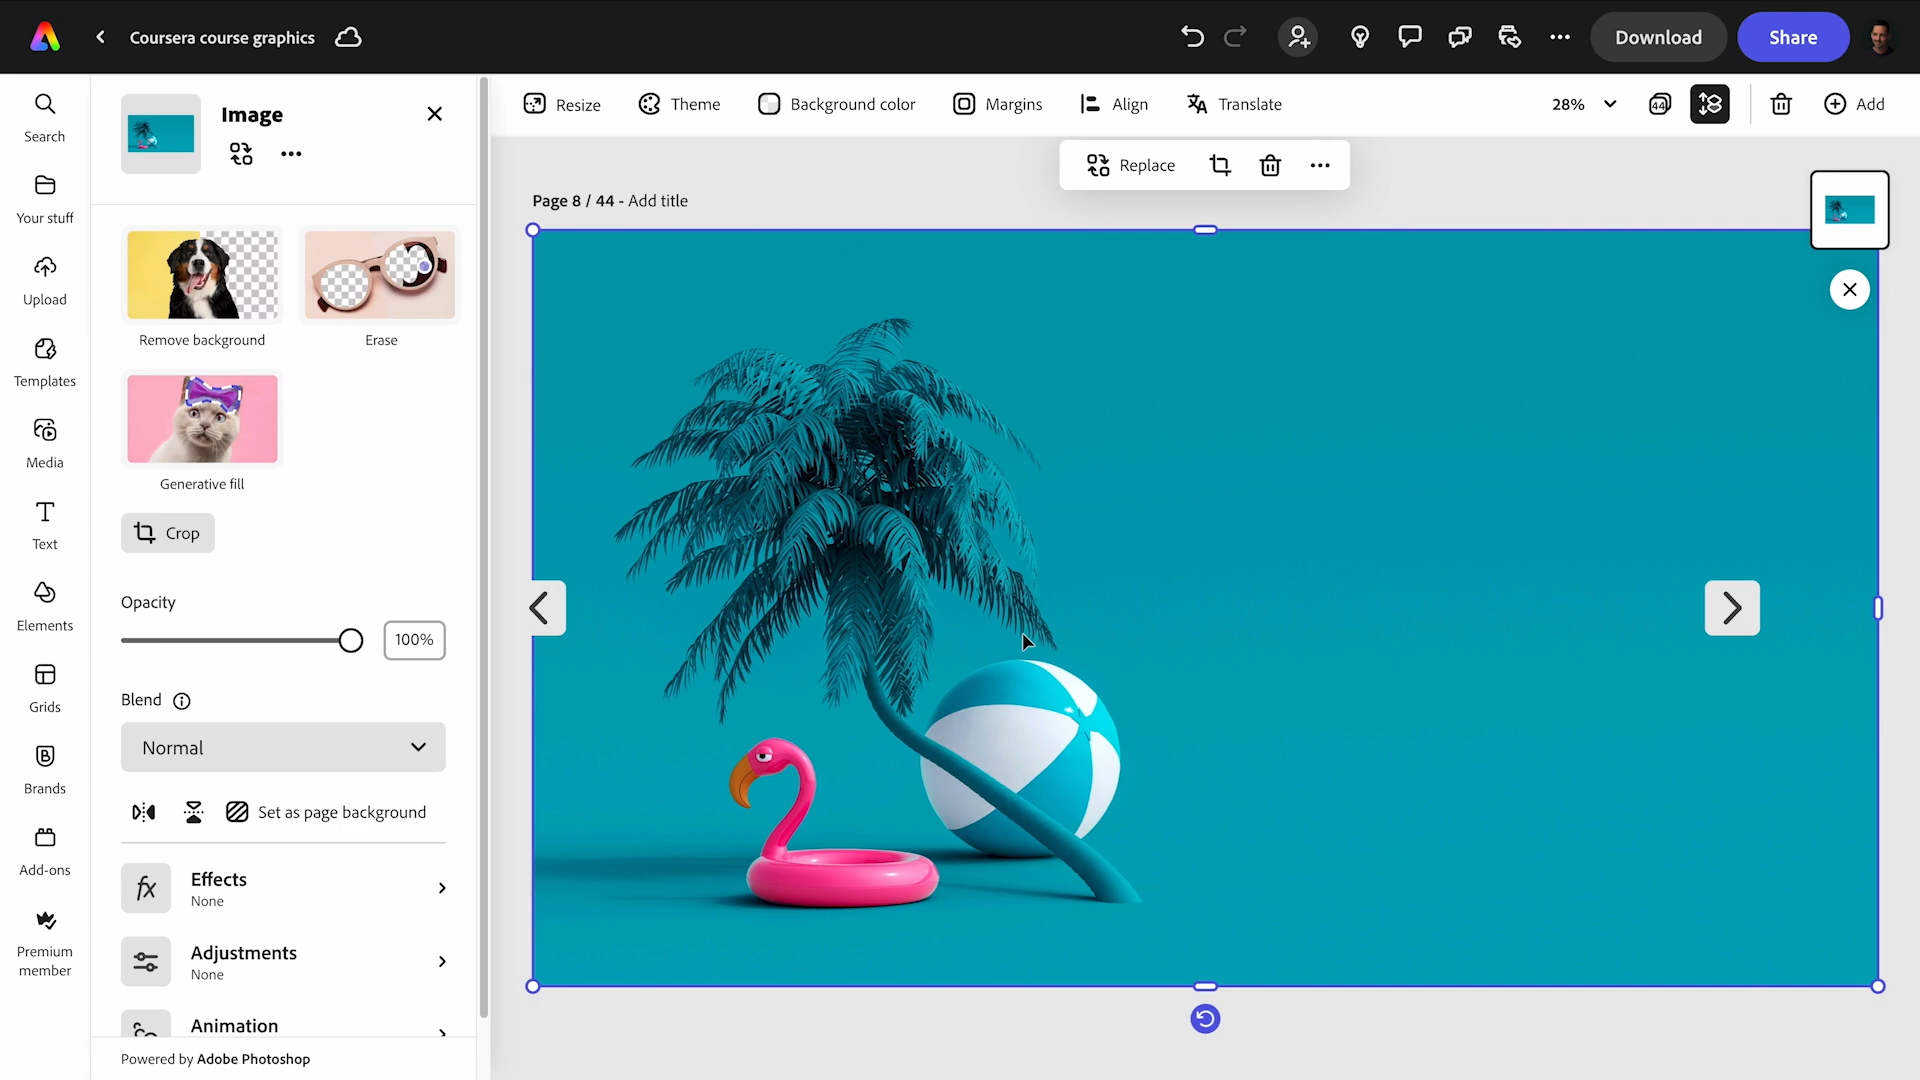 Coursera course graphics
Download
Share
Search
Your stuff
Upload
Templates
Media
Text
Elements
Grids
Brands
Add-ons
Premium
member
Image
Remove background
Erase
Generative fill
Crop
Opacity
100%
Blend
Normal
Set as page background
Effects
None
Adjustments
None
Animation
Powered by Adobe Photoshop
Resize
Theme
Background color
Margins
Align
Translate
28%
44
Add
Replace
Page 8 / 44 - Add title